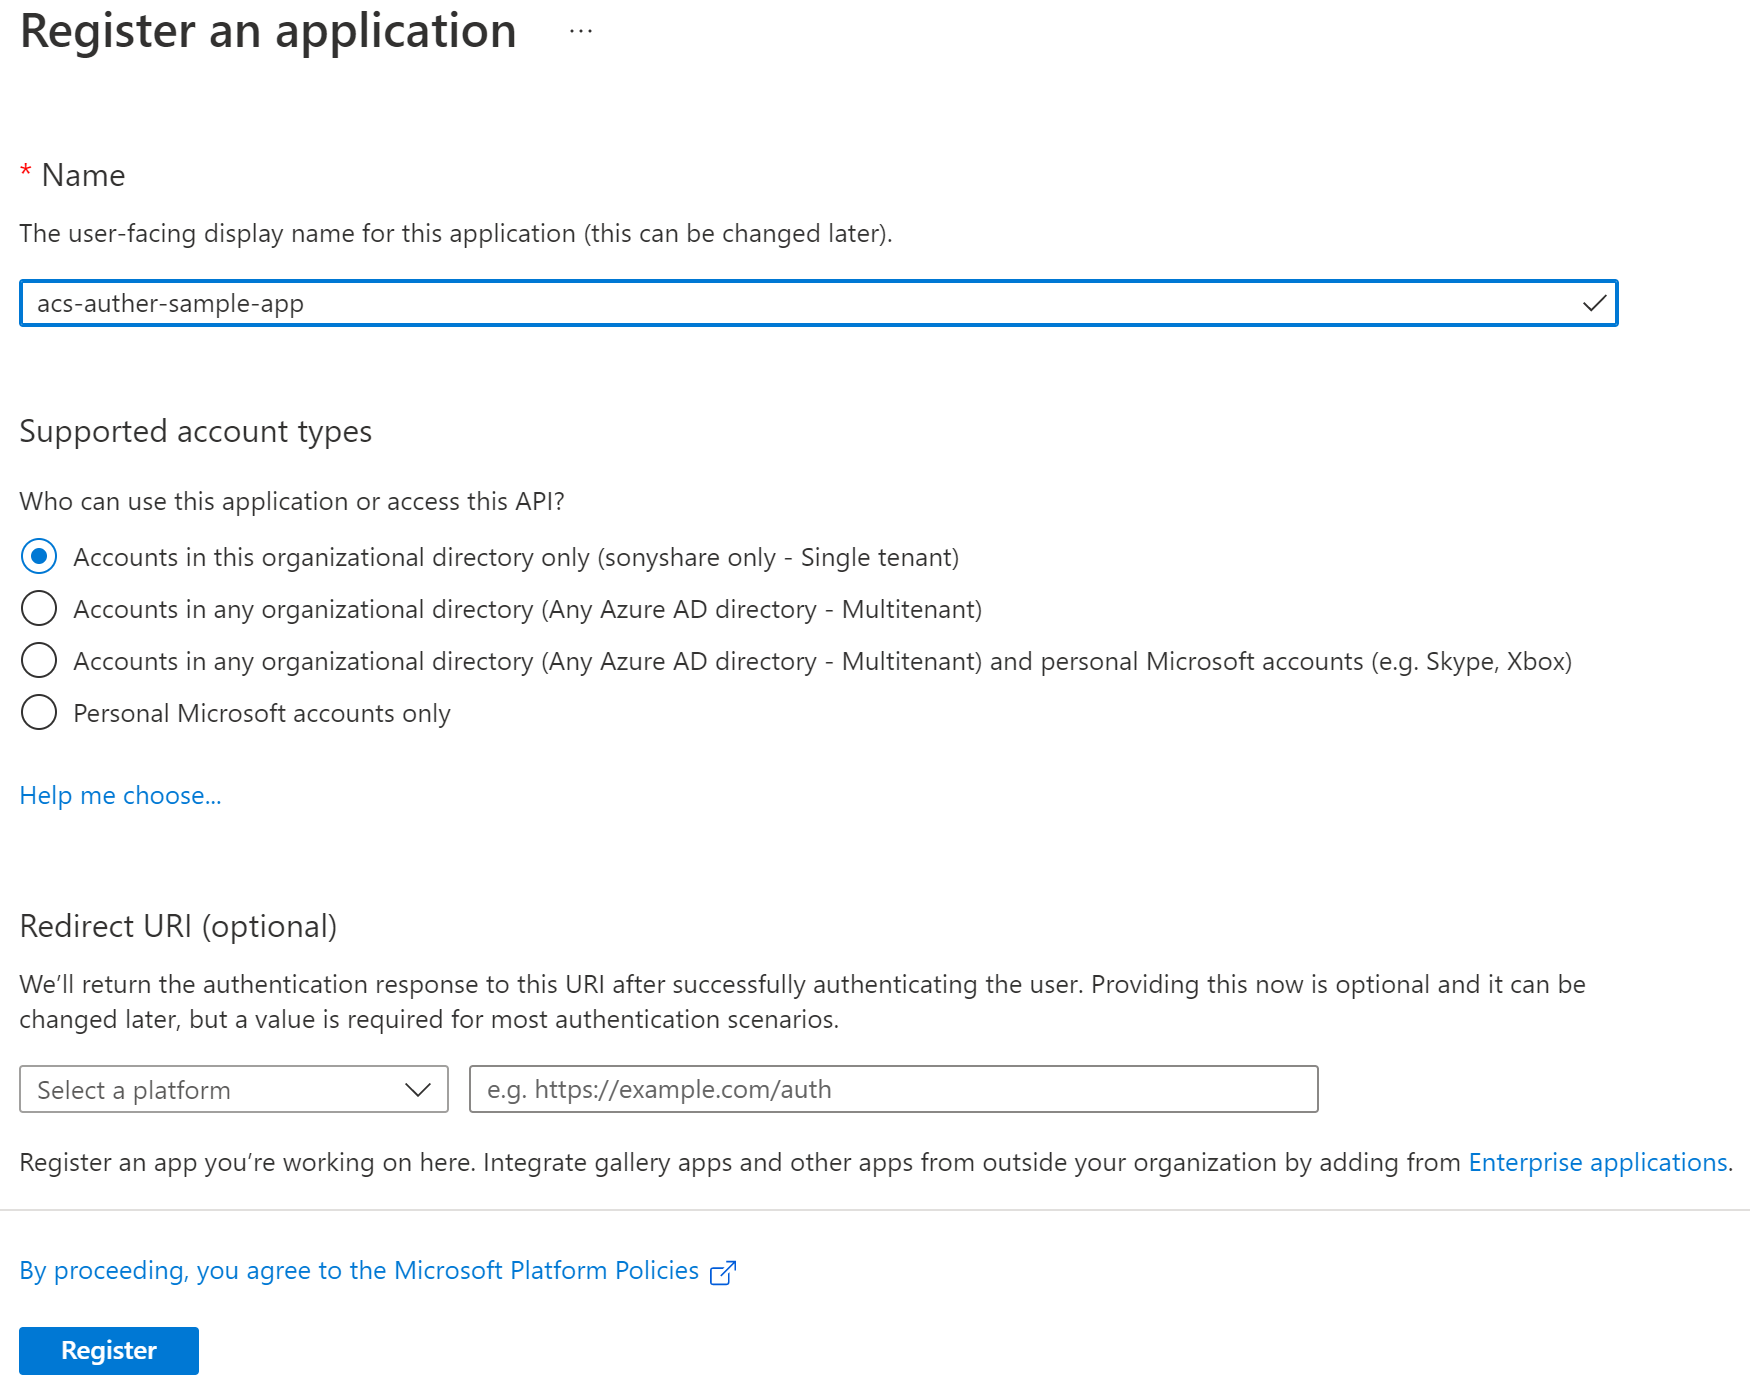 Register an application ...
* Name
The user-facing display name for this application (this can be changed later).
acs-auther-sample-app
Supported account types
Who can use this application or access this API?
Accounts in this organizational directory only (sonyshare only - Single tenant)
Accounts in any organizational directory (Any Azure AD directory - Multitenant)
Accounts in any organizational directory (Any Azure AD directory - Multitenant) and personal Microsoft accounts (e.g. Skype, Xbox)
Personal Microsoft accounts only
Help me choose...
Redirect URI (optional)
We’ll return the authentication response to this URI after successfully authenticating the user. Providing this now is optional and it can be
changed later, but a value is required for most authentication scenarios.
Select a platform e.g. https://example.com/auth
Register an app you’re working on here. Integrate gallery apps and other apps from outside your organization by adding from Enterprise applications.
By proceeding, you agree to the Microsoft Platform Policies
Register